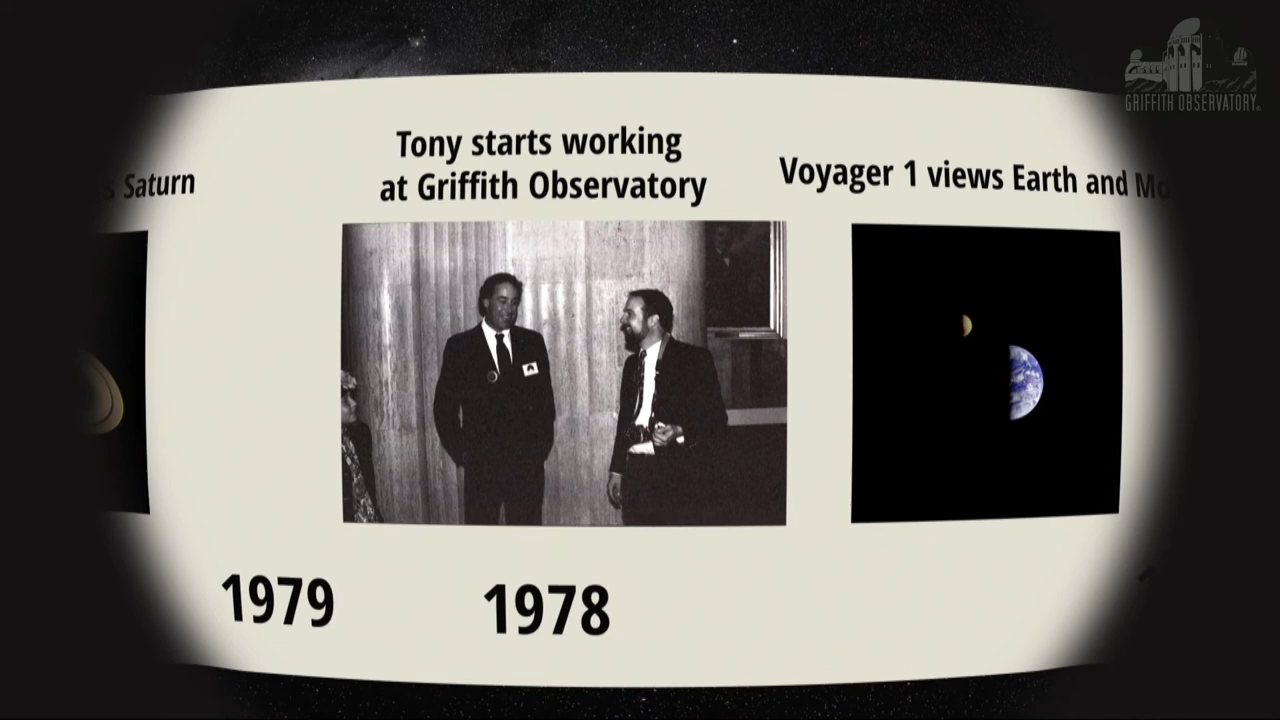 GRIFFITH OBSERVATORY
Saturn
Tony starts working
at Griffith Observatory
Voyager 1 views Earth and
1979
1978